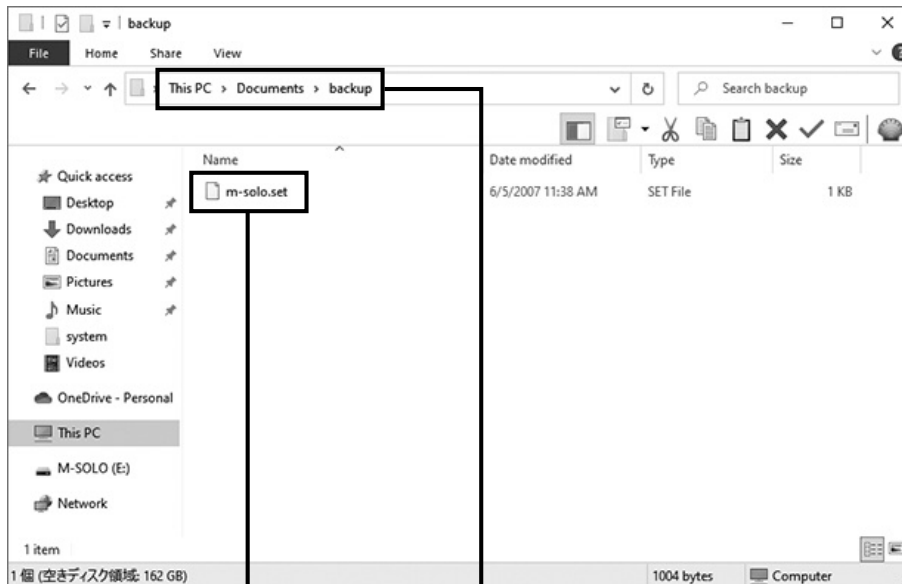 backup
File Home Share View
This PC > Documents > backup
Search backup
Name Date modified Type Size
m-solo.set 6/5/2007 11:38 AM SET File 1 KB
Quick access
Desktop
Downloads
Documents
Pictures
Music
system
Videos
OneDrive - Personal
This PC
M-SOLO (E:)
Network
1 item
1 個 (空きディスク領域: 162 GB) 1004 bytes Computer